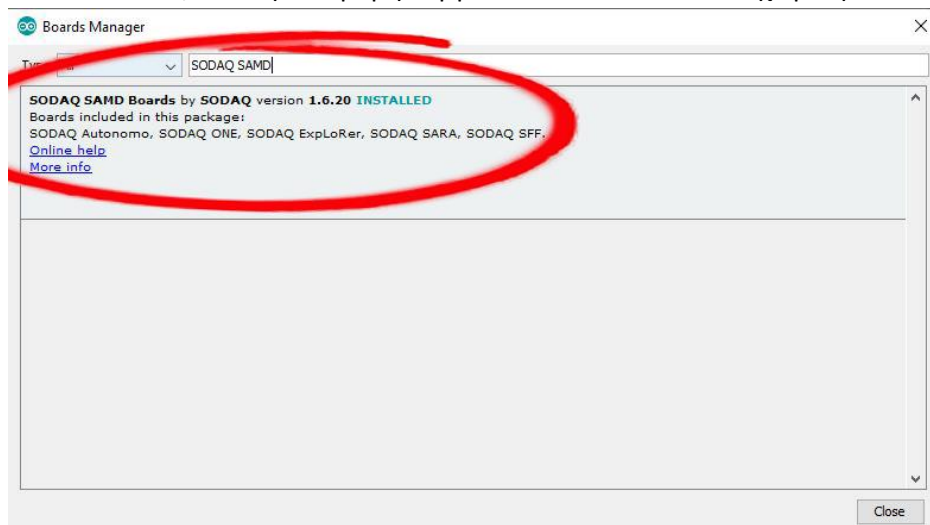 Boards Manager
SODAQ SAMD
SODAQ SAMD Boards by SODAQ version 1.6.20 INSTALLED
Boards included in this package:
SODAQ Autonomo, SODAQ ONE, SODAQ ExpLoRer, SODAQ SARA, SODAQ SFF.
Online help
More info
Close